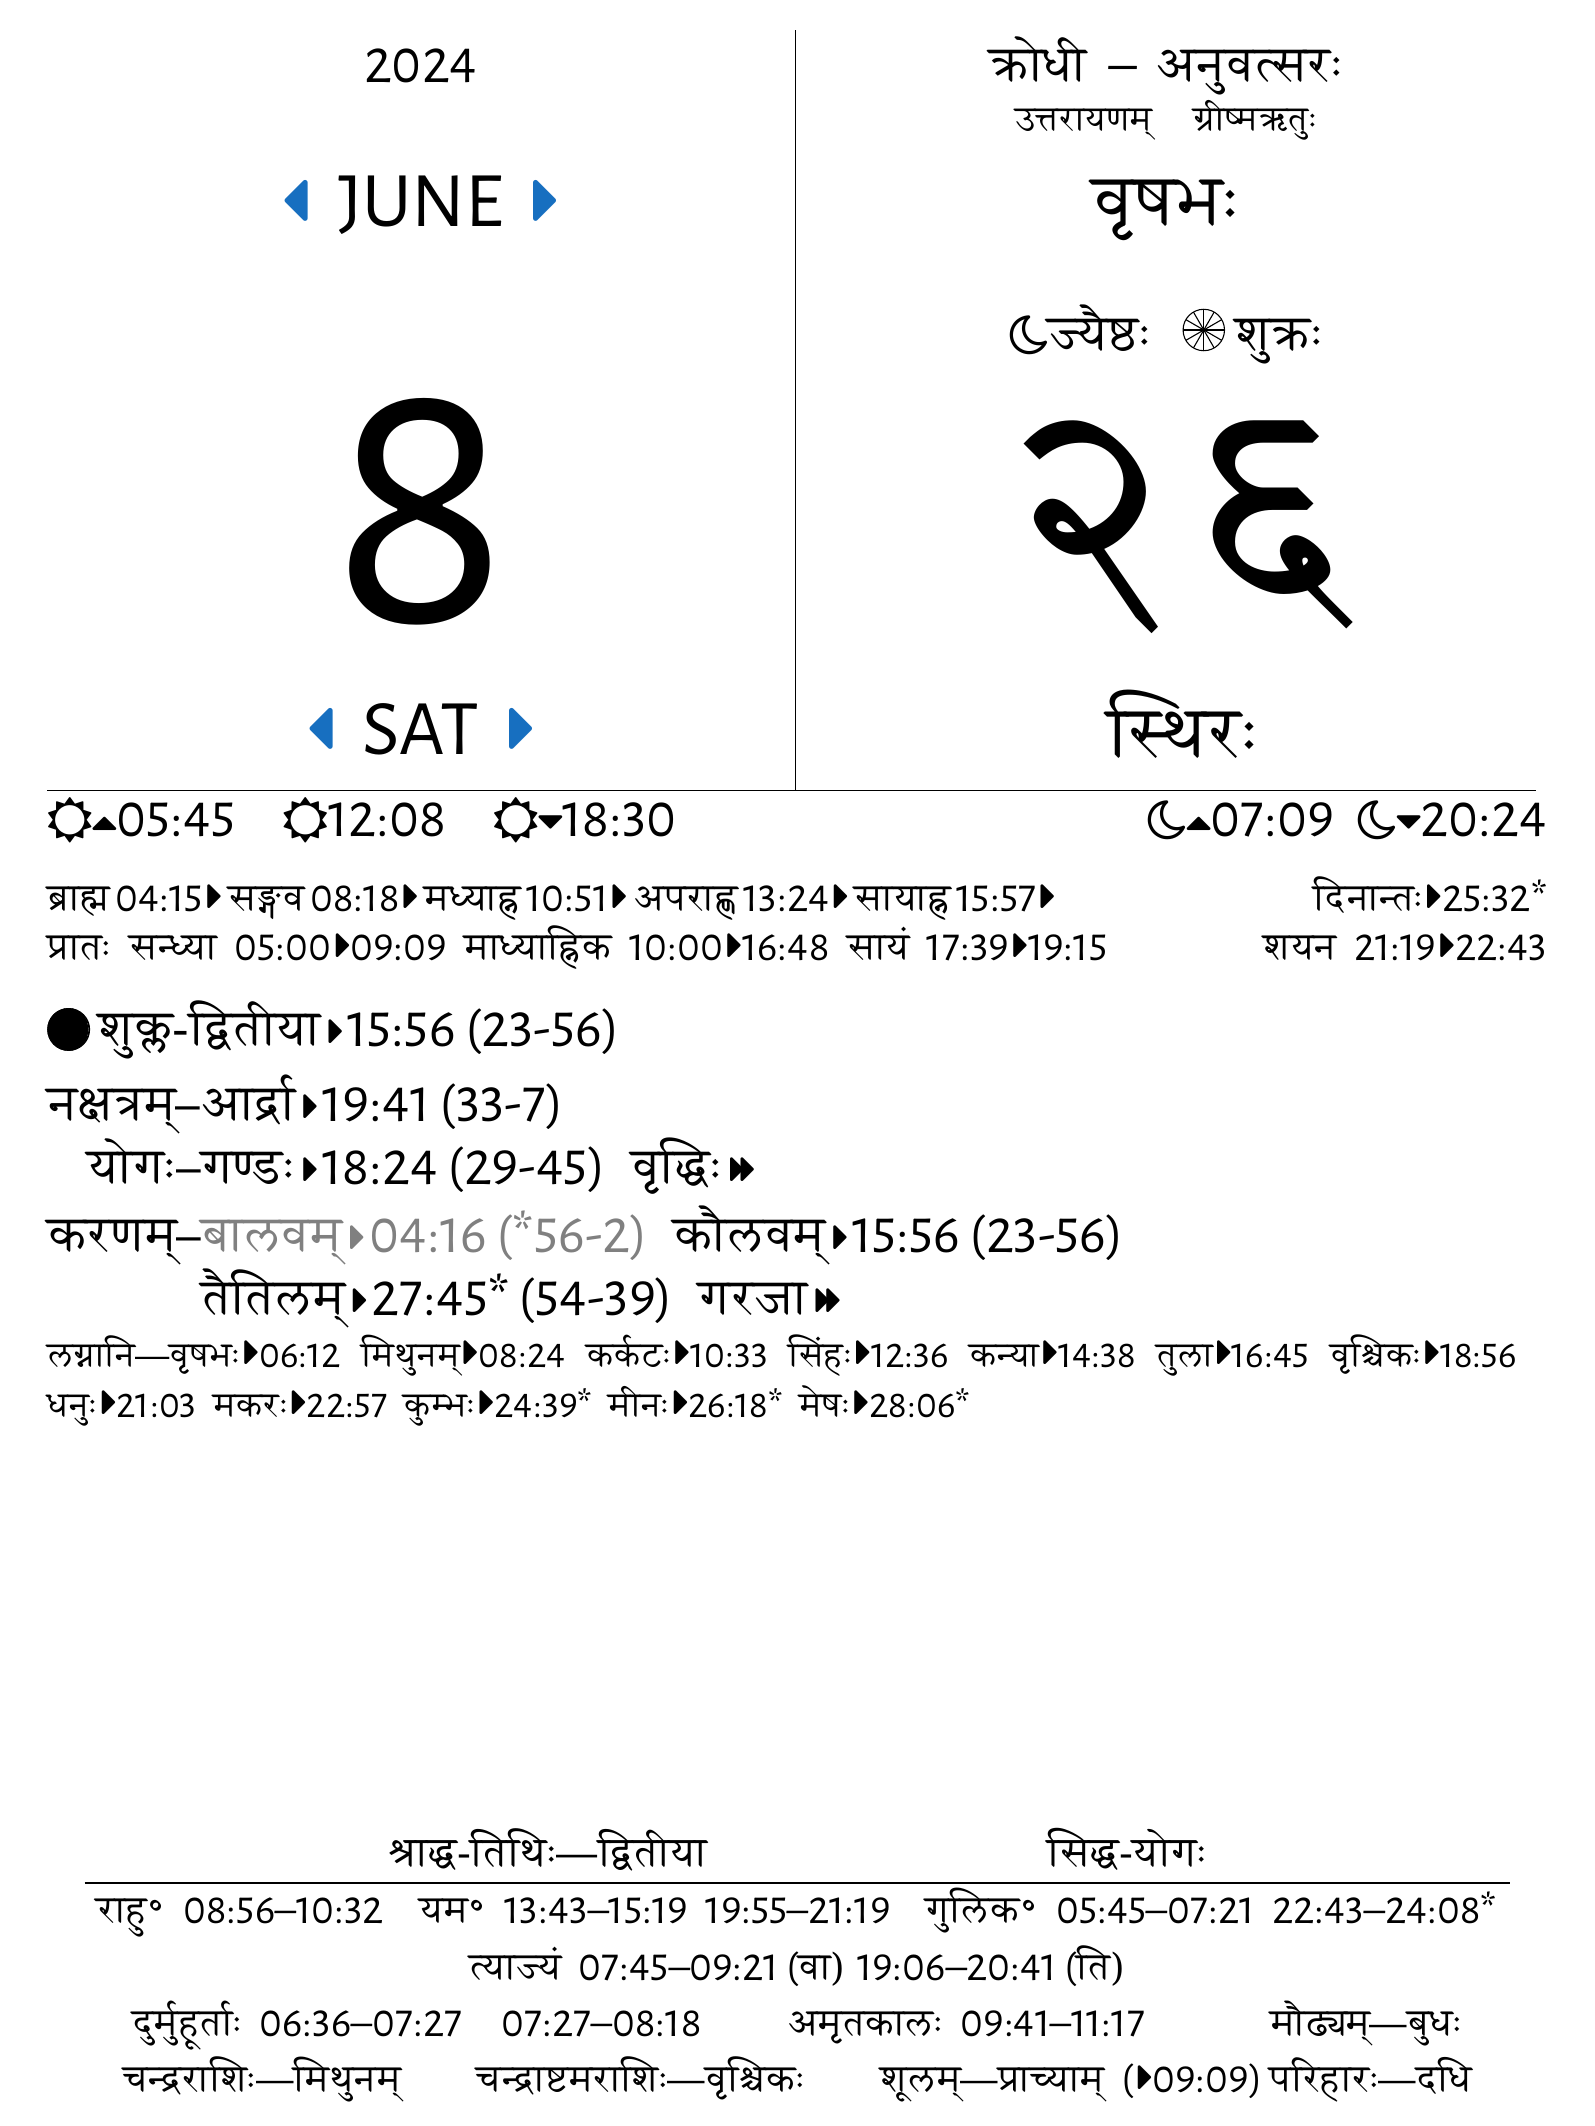 2024
JUNE
8
SAT
क्रोधी – अनुवत्सरः
उत्तरायणम् ग्रीष्मऋतुः
वृषभः
ज्यैष्ठः शुक्रः
२६
स्थिरः
05:45 12:08 18:30 07:09 20:24
ब्राह्म 04:15 सङ्गव 08:18 मध्याह्न 10:51 अपराह्ण 13:24 सायाह्न 15:57 दिनान्तः 25:32*
प्रातः सन्ध्या 05:00 09:09 माध्याह्निक 10:00 16:48 सायं 17:39 19:15 शयन 21:19 22:43
शुक्ल-द्वितीया 15:56 (23-56)
नक्षत्रम्–आर्द्रा 19:41 (33-7)
योगः–गण्डः 18:24 (29-45) वृद्धिः
करणम्–बालवम् 04:16 (*56-2) कौलवम् 15:56 (23-56)
तैतिलम् 27:45* (54-39) गरजा
लग्नानि—वृषभः 06:12 मिथुनम् 08:24 कर्कटः 10:33 सिंहः 12:36 कन्या 14:38 तुला 16:45 वृश्चिकः 18:56
धनुः 21:03 मकरः 22:57 कुम्भः 24:39* मीनः 26:18* मेषः 28:06*
श्राद्ध-तिथिः—द्वितीया सिद्ध-योगः
राहु॰ 08:56–10:32 यम॰ 13:43–15:19 19:55–21:19 गुलिक॰ 05:45–07:21 22:43–24:08*
त्याज्यं 07:45–09:21 (वा) 19:06–20:41 (ति)
दुर्मुहूर्ताः 06:36–07:27 07:27–08:18 अमृतकालः 09:41–11:17 मौढ्यम्—बुधः
चन्द्रराशिः—मिथुनम् चन्द्राष्टमराशिः—वृश्चिकः शूलम्—प्राच्याम् ( 09:09) परिहारः—दधि